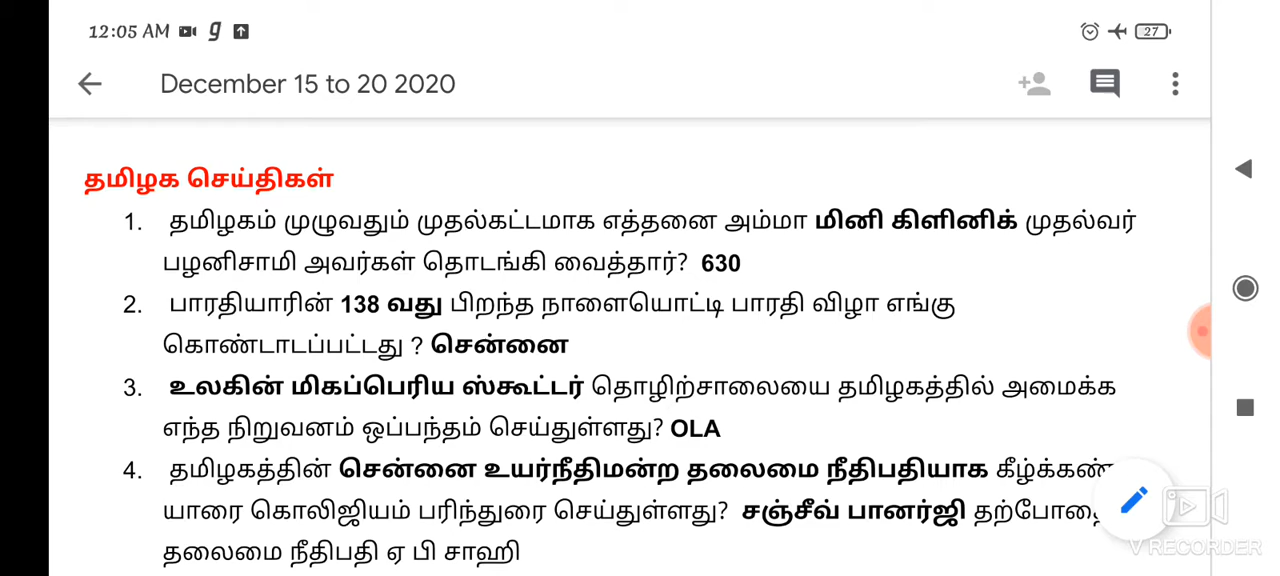 12:05 AM g 27
December 15 to 20 2020
தமிழக செய்திகள்
1. தமிழகம் முழுவதும் முதல்கட்டமாக எத்தனை அம்மா மினி கிளினிக் முதல்வர்
பழனிசாமி அவர்கள் தொடங்கி வைத்தார்? 630
2. பாரதியாரின் 138 வது பிறந்த நாளையொட்டி பாரதி விழா எங்கு
கொண்டாடப்பட்டது ? சென்னை
3. உலகின் மிகப்பெரிய ஸ்கூட்டர் தொழிற்சாலையை தமிழகத்தில் அமைக்க
எந்த நிறுவனம் ஒப்பந்தம் செய்துள்ளது? OLA
4. தமிழகத்தின் சென்னை உயர்நீதிமன்ற தலைமை நீதிபதியாக
யாரை கொலிஜியம் பரிந்துரை செய்துள்ளது? சஞ்சீவ் பானர்ஜி
தலைமை நீதிபதி ஏ பி சாஹி
V RECORDER